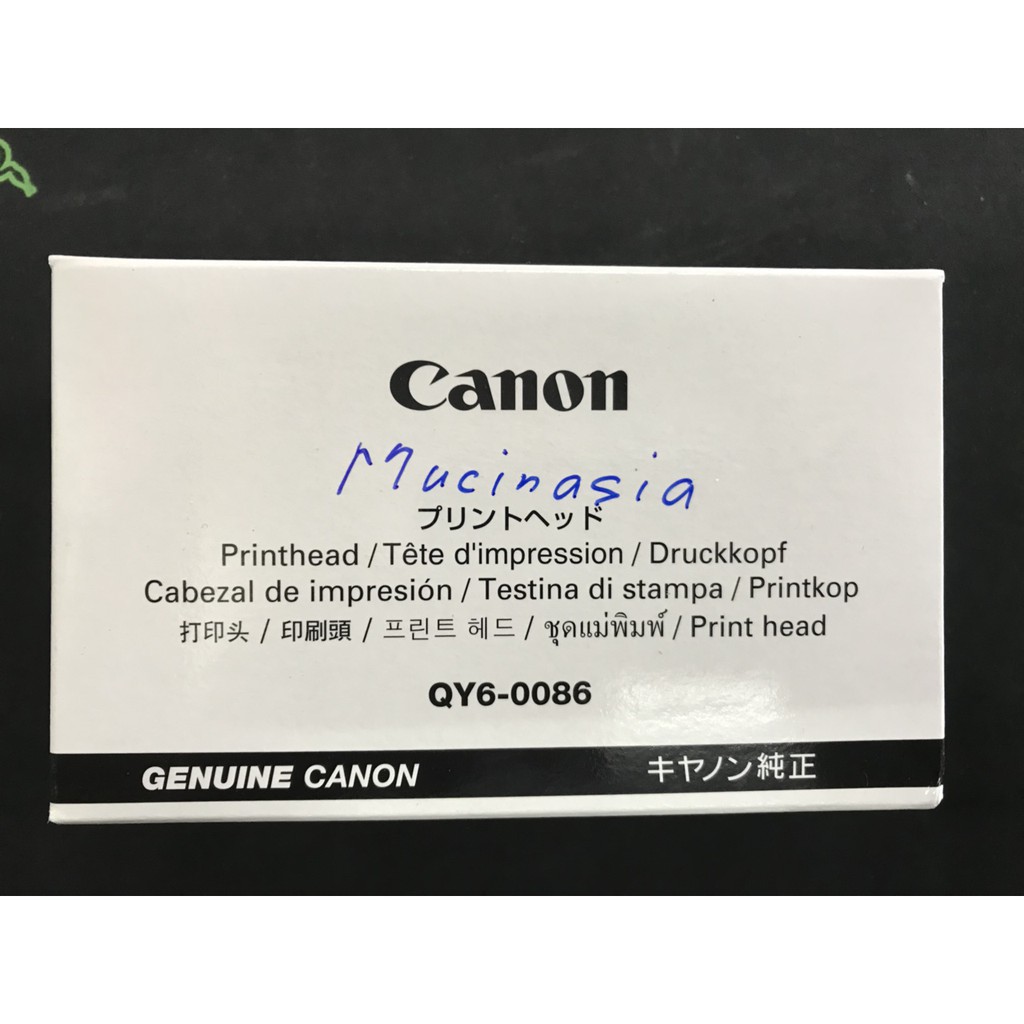 Canon
Mucinasia
プリントヘッド
Printhead / Tête d'impression / Druckkopf
Cabezal de impresión / Testina di stampa / Printkop
打印头 / 印刷頭 / 프린트 헤드 / ชุดแม่พิมพ์ / Print head
QY6-0086
GENUINE CANON キヤノン純正